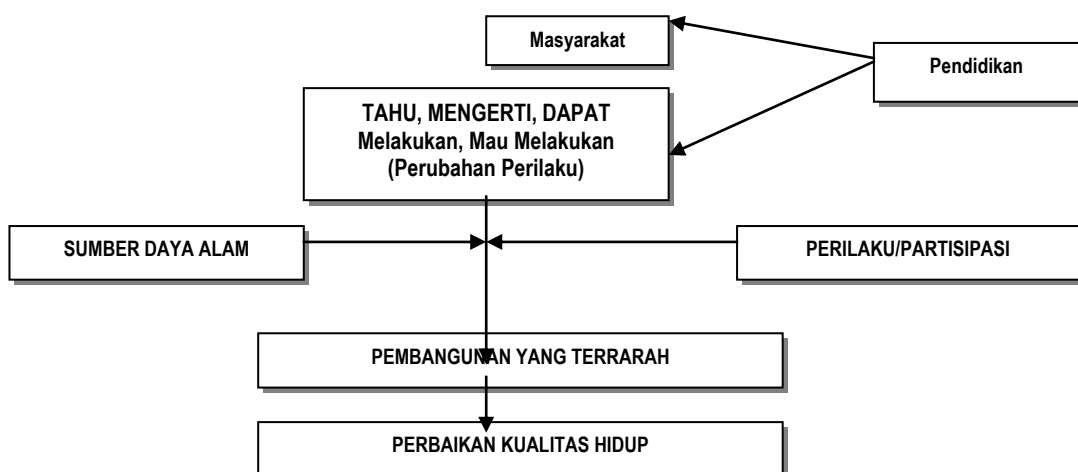 Masyarakat
Pendidikan
TAHU, MENGERTI, DAPAT
Melakukan, Mau Melakukan
(Perubahan Perilaku)
SUMBER DAYA ALAM
PERILAKU/PARTISIPASI
PEMBANGUNAN YANG TERRARAH
PERBAIKAN KUALITAS HIDUP